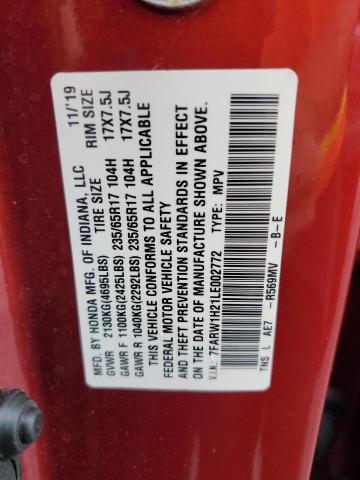 MFD. BY HONDA MFG. OF INDIANA, LLC 11/'19
TIRE SIZE RIM SIZE
GVWR 2130KG(4695LBS)
GAWR F 1100KG(2425LBS) 235/65R17 104H 17X7.5J
GAWR R 1040KG(2292LBS) 235/65R17 104H 17X7.5J
THIS VEHICLE CONFORMS TO ALL APPLICABLE
FEDERAL MOTOR VEHICLE SAFETY
AND THEFT PREVENTION STANDARDS IN EFFECT
ON THE DATE OF MANUFACTURE SHOWN ABOVE.
V.I.N.: 7FARW1H21LE002772 TYPE: MPV
TNS L AE7 -R569MV -B-E